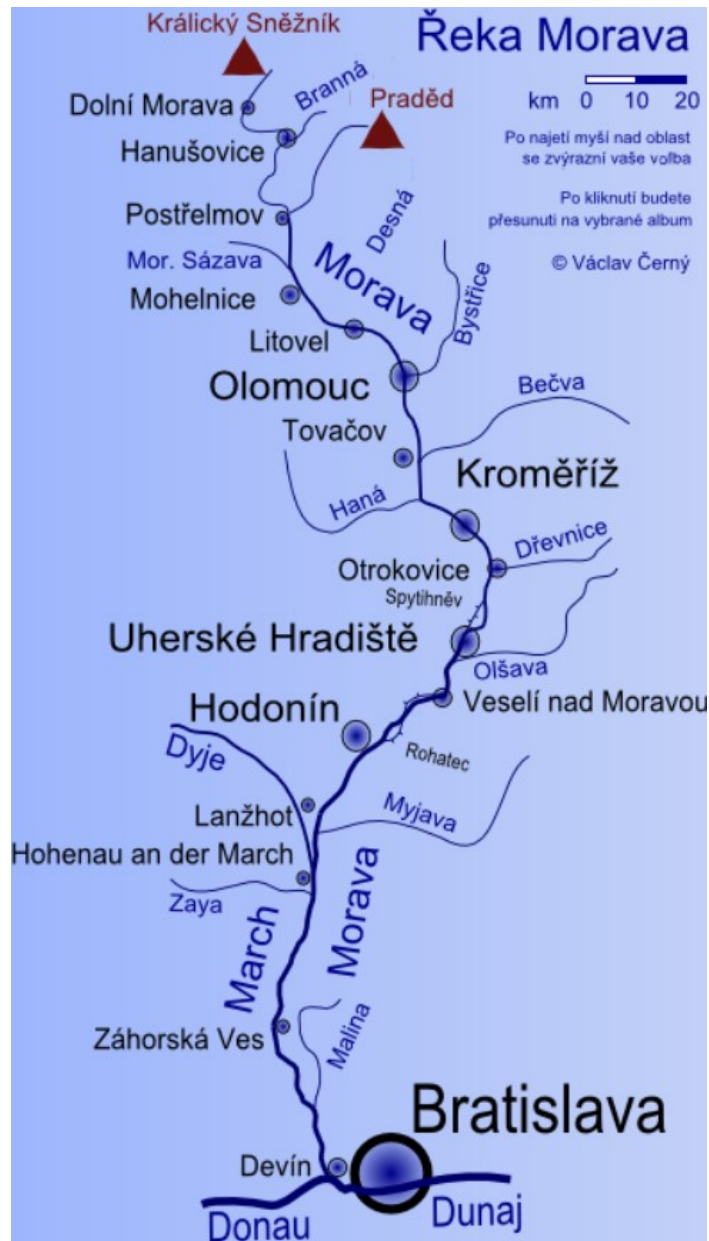 Králický Sněžník
Řeka Morava
Dolní Morava
Branná
Praděd
km 0 10 20
Hanušovice
Po najetí myší nad oblast
se zvýrazní vaše volba
Postřelmov
Desná
Po kliknutí budete
přesunuti na vybrané album
Mor. Sázava
Morava
Bystřice
© Václav Černý
Mohelnice
Litovel
Olomouc
Bečva
Tovačov
Kroměříž
Haná
Dřevnice
Otrokovice
Spytihněv
Uherské Hradiště
Olšava
Hodonín
Veselí nad Moravou
Dyje
Rohatec
Lanžhot
Myjava
Hohenau an der March
Zaya
March
Morava
Záhorská Ves
Malina
Bratislava
Devín
Donau
Dunaj